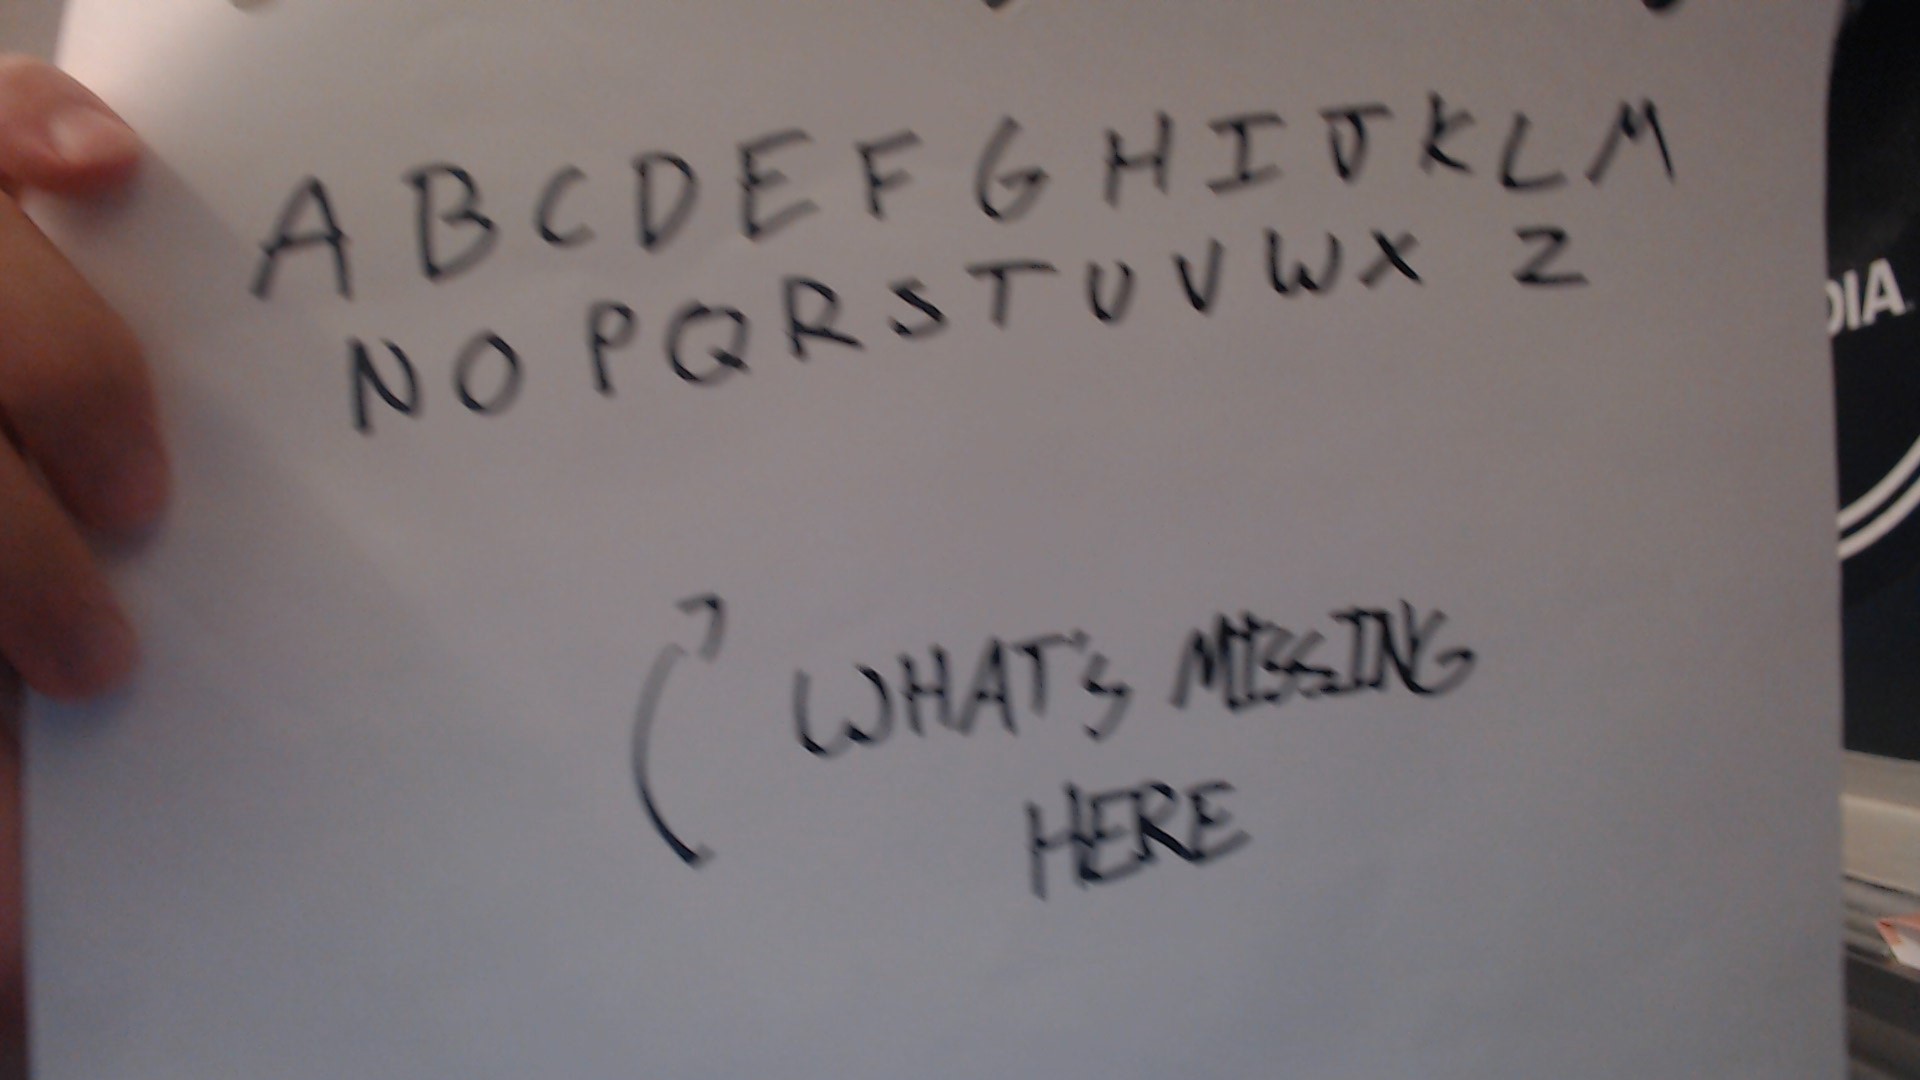 A B C D E F G H I J K L M
N O P Q R S T U V W X Z
WHAT'S MISSING
HERE
DIA